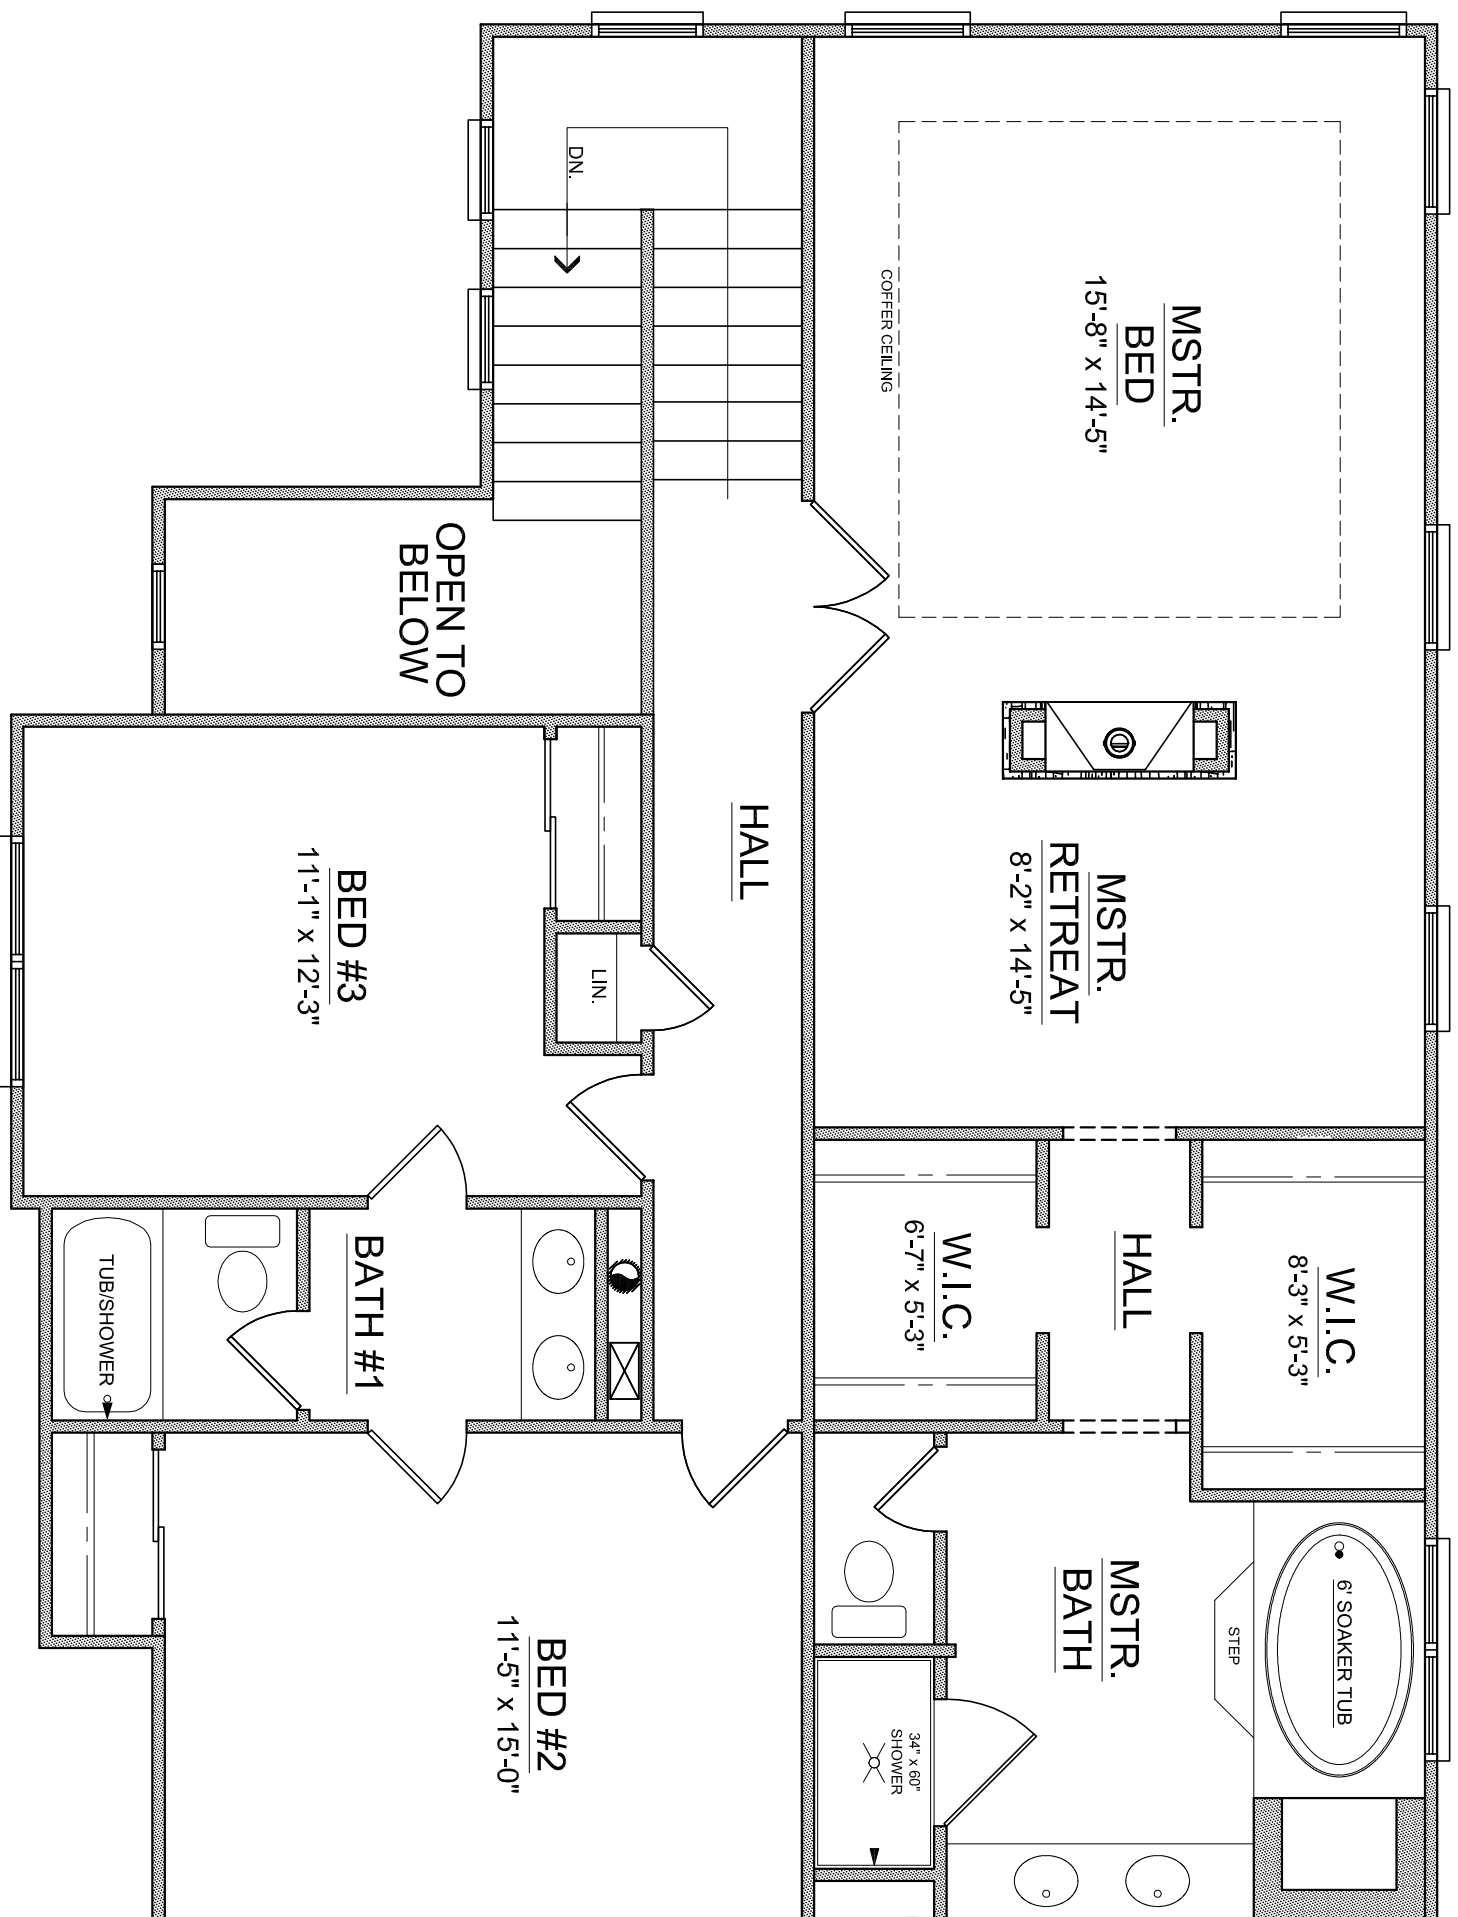 MSTR.
BED
15'-8" x 14'-5"
COFFER CEILING
DN.
OPEN TO
BELOW
MSTR.
RETREAT
8'-2" x 14'-5"
HALL
BED #3
11'-1" x 12'-3"
LIN.
W.I.C.
8'-3" x 5'-3"
HALL
W.I.C.
6'-7" x 5'-3"
BATH #1
TUB/SHOWER
6' SOAKER TUB
STEP
MSTR.
BATH
34" x 60"
SHOWER
BED #2
11'-5" x 15'-0"